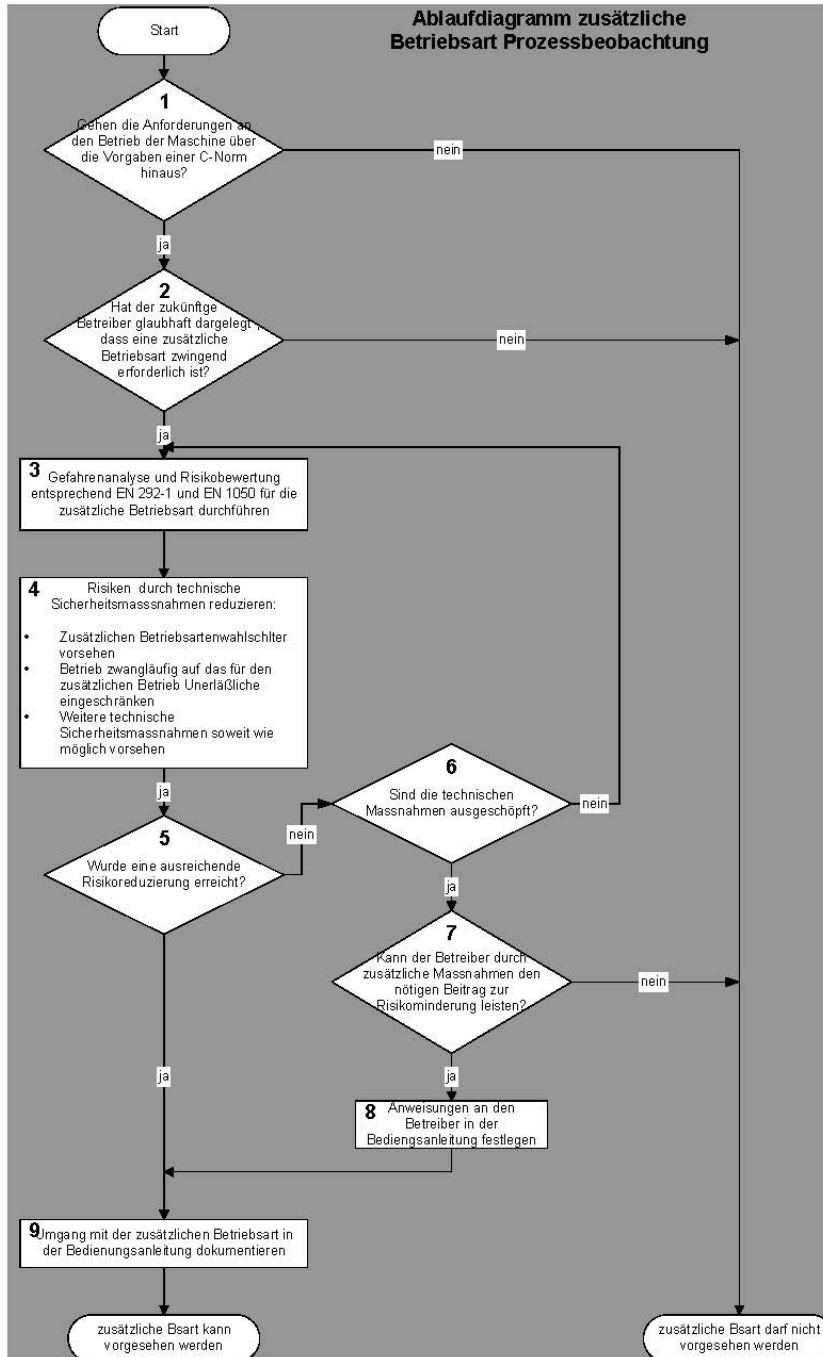 Ablaufdiagramm zusätzliche
Betriebsart Prozessbeobachtung
Start
1
Gehen die Anforderungen an
den Betrieb der Maschine über
die Vorgaben einer C-Norm
hinaus?
nein
ja
2
Hat der zukünftge
Betreiber glaubhaft dargelegt ,
dass eine zusätzliche
Betriebsart zwingend
erforderlich ist?
nein
ja
3 Gefahrenanalyse und Risikobewertung
entsprechend EN 292-1 und EN 1050 für die
zusätzliche Betriebsart durchführen
4 Risiken durch technische
Sicherheitsmasssnahmen reduzieren:
• Zusätzlichen Betriebsartenwahlschlter
vorsehen
• Betrieb zwangläufig auf das für den
zusätzlichen Betrieb Unerläßliche
eingeschränken
• Weitere technische
Sicherheitsmassnahmen soweit wie
möglich vorsehen
ja
5
Wurde eine ausreichende
Risikoreduzierung erreicht?
nein
6
Sind die technischen
Massnahmen ausgeschöpft?
nein
ja
7
Kann der Betreiber durch
zusätzliche Massnahmen den
nötigen Beitrag zur
Risikominderung leisten?
nein
ja
ja
8 Anweisungen an den
Betreiber in der
Bediengsanleitung festlegen
9 Umgang mit der zusätzlichen Betriebsart in
der Bedienungsanleitung dokumentieren
zusätzliche Bsart kann
vorgesehen werden
zusätzliche Bsart darf nicht
vorgesehen werden